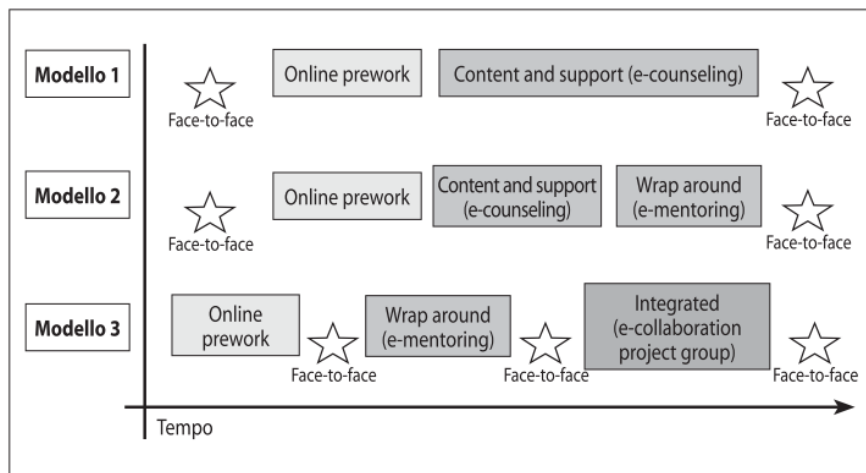 Modello 1
Online prework
Content and support (e-counseling)
Face-to-face
Face-to-face
Modello 2
Online prework
Content and support
(e-counseling)
Wrap around
(e-mentoring)
Face-to-face
Face-to-face
Modello 3
Online
prework
Wrap around
(e-mentoring)
Integrated
(e-collaboration
project group)
Face-to-face
Face-to-face
Face-to-face
Tempo